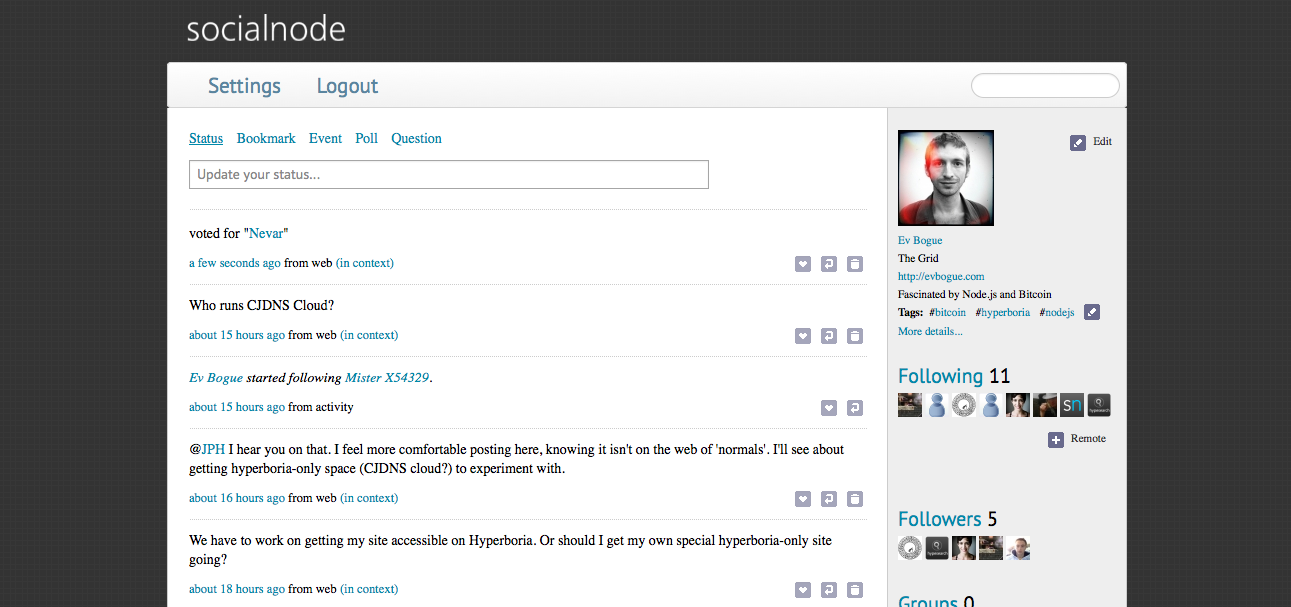 socialnode
Settings Logout
Status Bookmark Event Poll Question
Update your status...
voted for "Nevar"
a few seconds ago from web (in context)
Who runs CJDNS Cloud?
about 15 hours ago from web (in context)
Ev Bogue started following Mister X54329.
about 15 hours ago from activity
@JPH I hear you on that. I feel more comfortable posting here, knowing it isn't on the web of 'normals'. I'll see about
getting hyperboria-only space (CJDNS cloud?) to experiment with.
about 16 hours ago from web (in context)
We have to work on getting my site accessible on Hyperboria. Or should I get my own special hyperboria-only site
going?
about 18 hours ago from web (in context)
Edit
Ev Bogue
The Grid
http://evbogue.com
Fascinated by Node.js and Bitcoin
Tags: #bitcoin #hyperboria #nodejs
More details...
Following 11
sn
Remote
Followers 5
Groups 0